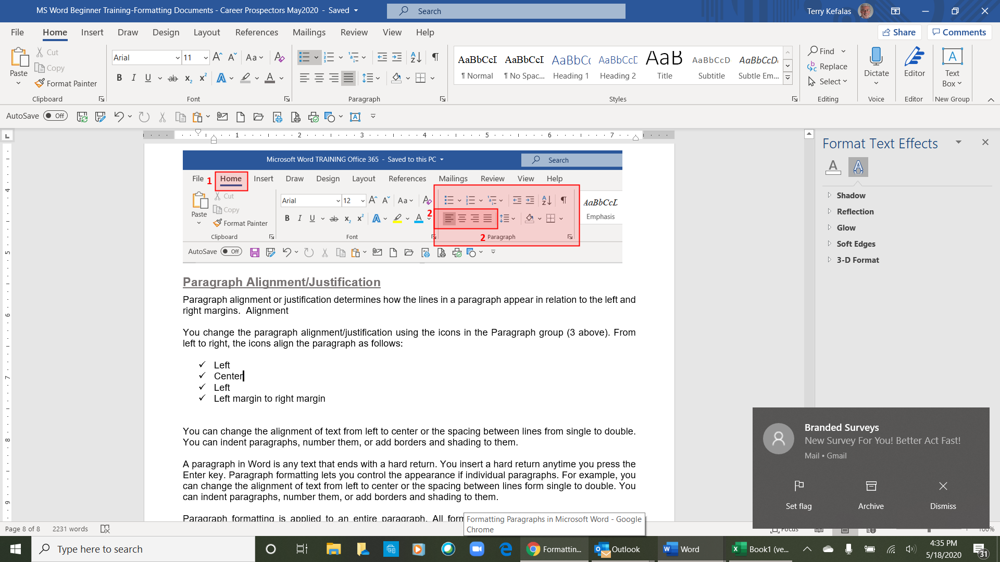 MS Word Beginner Training-Formatting Documents - Career Prospectors May2020 - Saved
Search
Terry Kefalas
File Home Insert Draw Design Layout References Mailings Review View Help
Share Comments
Paste
Cut
Copy
Format Painter
Clipboard
Arial 11
Font
Paragraph
AaBbCcI AaBbCcI AaBbCc AaBbCcE AaB AaBbCcD AaBbCcD
¶ Normal ¶ No Spac... Heading 1 Heading 2 Title Subtitle Subtle Em...
Styles
Find
Replace
Select
Editing
Dictate
Voice
Editor
Editor
Text
Box
New Group
AutoSave Off
1 2 3 4 5 6 7
4
5
6
7
8
9
Microsoft Word TRAINING Office 365 - Saved to this PC
Search
File 1 Home Insert Draw Design Layout References Mailings Review View Help
Paste
Cut
Copy
Format Painter
Clipboard
Arial 12
Font
2
2 Paragraph
AaBbCcL
Emphasis
AutoSave Off
Paragraph Alignment/Justification
Paragraph alignment or justification determines how the lines in a paragraph appear in relation to the left and
right margins.  Alignment
You change the paragraph alignment/justification using the icons in the Paragraph group (3 above). From
left to right, the icons align the paragraph as follows:
✓ Left
✓ Center
✓ Left
✓ Left margin to right margin
You can change the alignment of text from left to center or the spacing between lines from single to double.
You can indent paragraphs, number them, or add borders and shading to them.
A paragraph in Word is any text that ends with a hard return. You insert a hard return anytime you press the
Enter key. Paragraph formatting lets you control the appearance if individual paragraphs. For example, you
can change the alignment of text from left to center or the spacing between lines form single to double. You
can indent paragraphs, number them, or add borders and shading to them.
Paragraph formatting is applied to an entire paragraph. All
Formatting Paragraphs in Microsoft Word - Google
Chrome
Format Text Effects
Shadow
Reflection
Glow
Soft Edges
3-D Format
Branded Surveys
New Survey For You! Better Act Fast!
Mail • Gmail
Set flag Archive Dismiss
Page 8 of 8 2231 words
Focus 100%
Type here to search
Formattin... Outlook Word Book1 (ve...
4:35 PM
5/18/2020
31